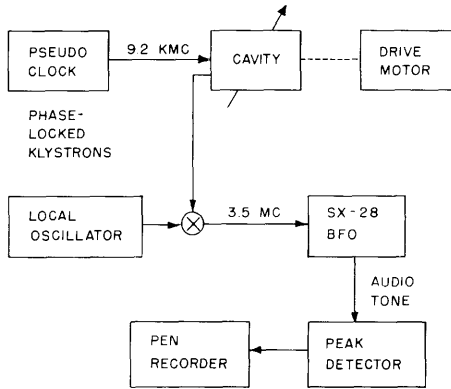 PSEUDO
CLOCK
9.2 KMC
CAVITY
DRIVE
MOTOR
PHASE-
LOCKED
KLYSTRONS
LOCAL
OSCILLATOR
3.5 MC
SX-28
BFO
AUDIO
TONE
PEN
RECORDER
PEAK
DETECTOR